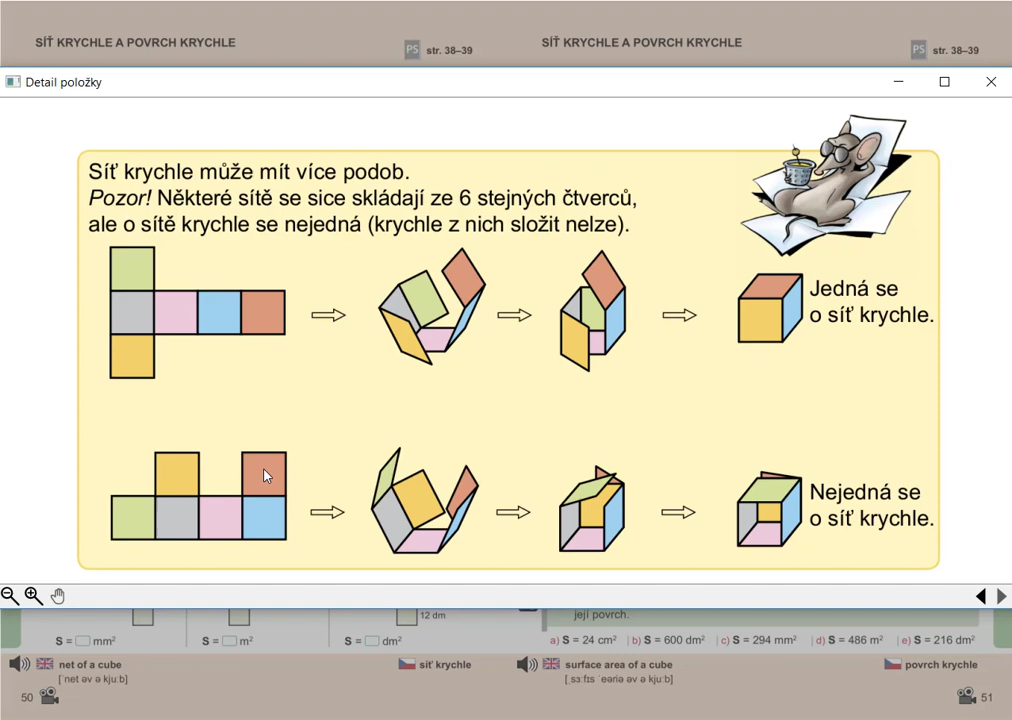 SÍŤ KRYCHLE A POVRCH KRYCHLE
PS str. 38–39
SÍŤ KRYCHLE A POVRCH KRYCHLE
PS str. 38–39
Detail položky
Síť krychle může mít více podob.
Pozor! Některé sítě se sice skládají ze 6 stejných čtverců,
ale o sítě krychle se nejedná (krychle z nich složit nelze).
Jedná se
o síť krychle.
Nejedná se
o síť krychle.
12 dm
její povrch.
S = mm²
S = m²
S = dm²
a) S = 24 cm² | b) S = 600 dm² | c) S = 294 mm² | d) S = 486 m² | e) S = 216 dm²
net of a cube
síť krychle
surface area of a cube
povrch krychle
[ˈnet əv ə kjuːb]
[ˌsɜːfɪs ˈeəriə əv ə kjuːb]
50
51